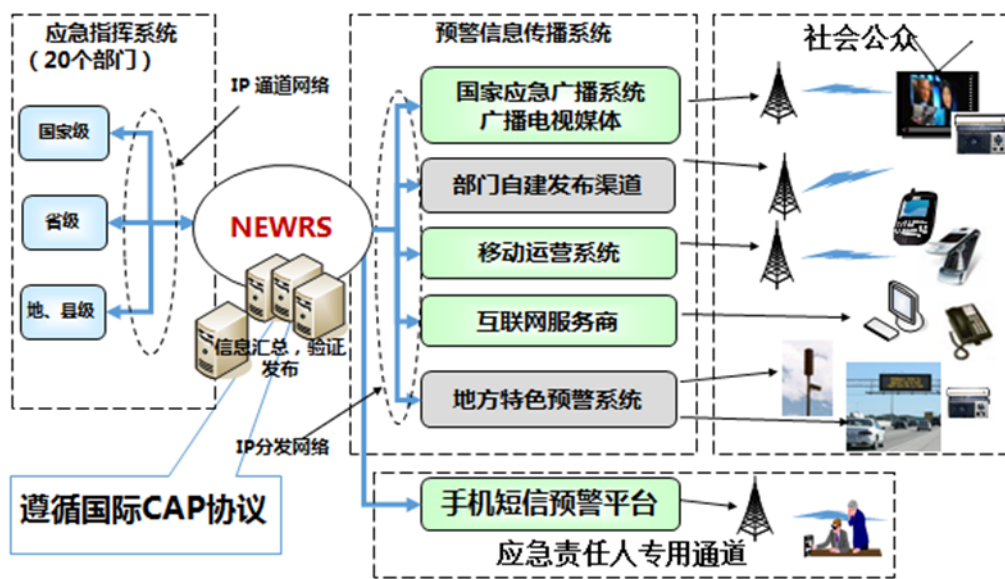 应急指挥系统
（20个部门）
IP 通道网络
国家级
省级
地、县级
NEWRS
信息汇总，验证
发布
遵循国际CAP协议
预警信息传播系统
国家应急广播系统
广播电视媒体
部门自建发布渠道
移动运营系统
互联网服务商
地方特色预警系统
IP分发网络
手机短信预警平台
应急责任人专用通道
社会公众